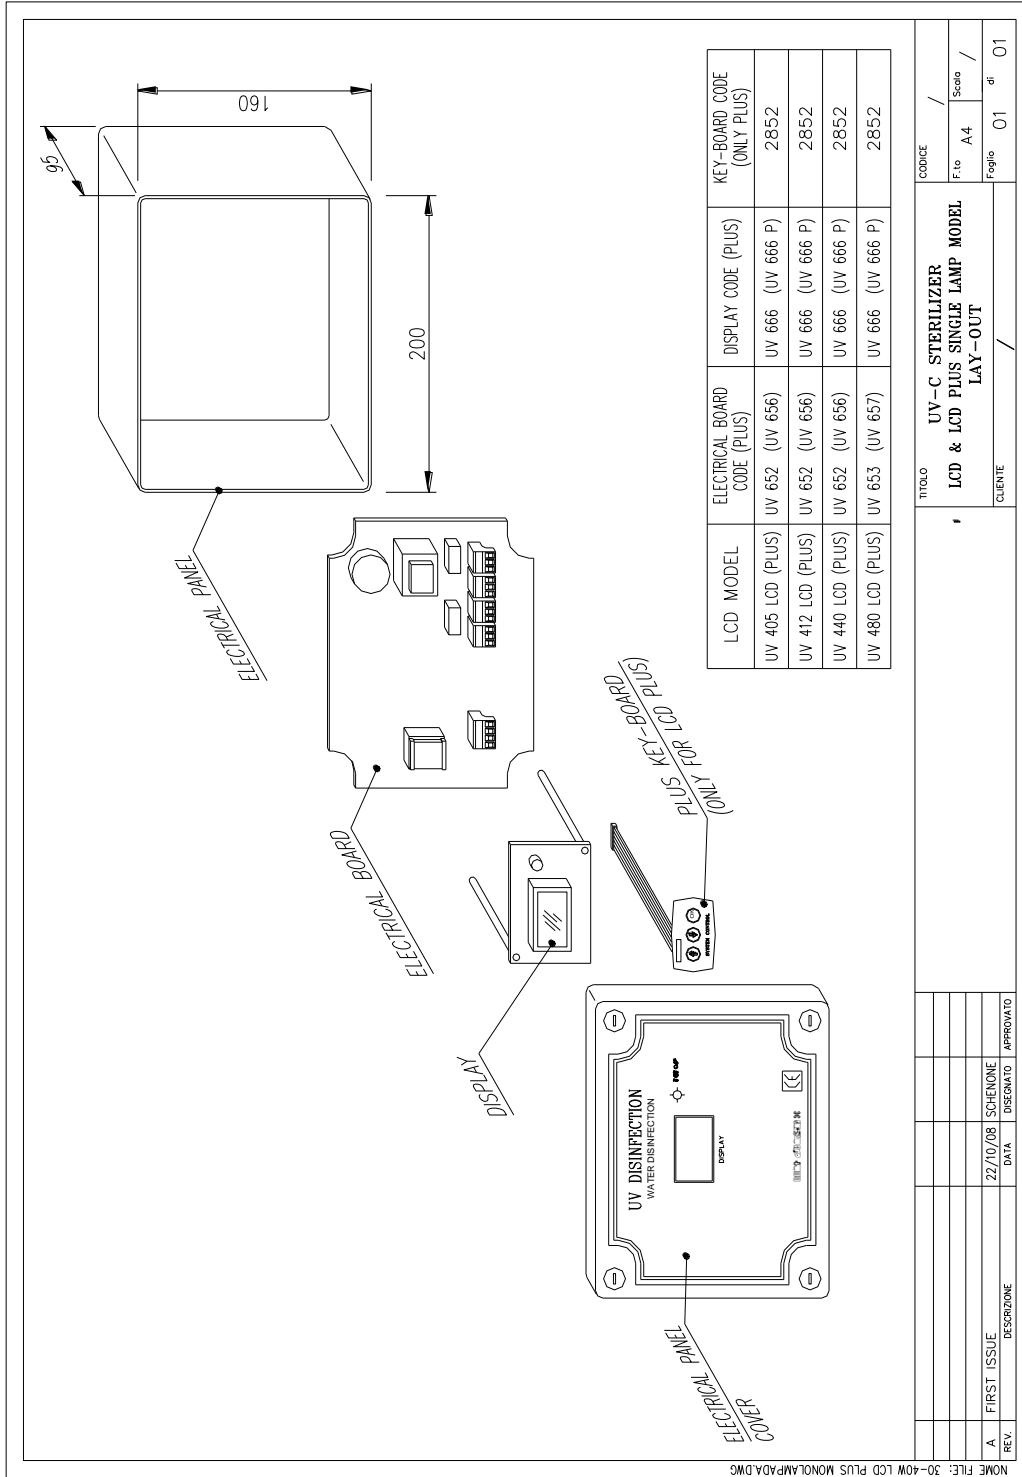 160
95
200
ELECTRICAL PANEL
ELECTRICAL BOARD
DISPLAY
PLUS KEY-BOARD
(ONLY FOR LCD PLUS)
ELECTRICAL PANEL
COVER
UV DISINFECTION
WATER DISINFECTION
DISPLAY
CE
SYSTEM CONTROL
LCD MODEL ELECTRICAL BOARD CODE (PLUS) DISPLAY CODE (PLUS) KEY-BOARD CODE (ONLY PLUS)
UV 405 LCD (PLUS) UV 652 (UV 656) UV 666 (UV 666 P) 2852
UV 412 LCD (PLUS) UV 652 (UV 656) UV 666 (UV 666 P) 2852
UV 440 LCD (PLUS) UV 652 (UV 656) UV 666 (UV 666 P) 2852
UV 480 LCD (PLUS) UV 653 (UV 657) UV 666 (UV 666 P) 2852
TITOLO
UV-C STERILIZER
LCD & LCD PLUS SINGLE LAMP MODEL
LAY-OUT
CLIENTE /
CODICE /
F.to A4 Scala /
Foglio 01 di 01
A FIRST ISSUE 22/10/08 SCHENONE
REV. DESCRIZIONE DATA DISEGNATO APPROVATO
NOME FILE: 30-40W LCD PLUS MONOLAMPADA.DWG